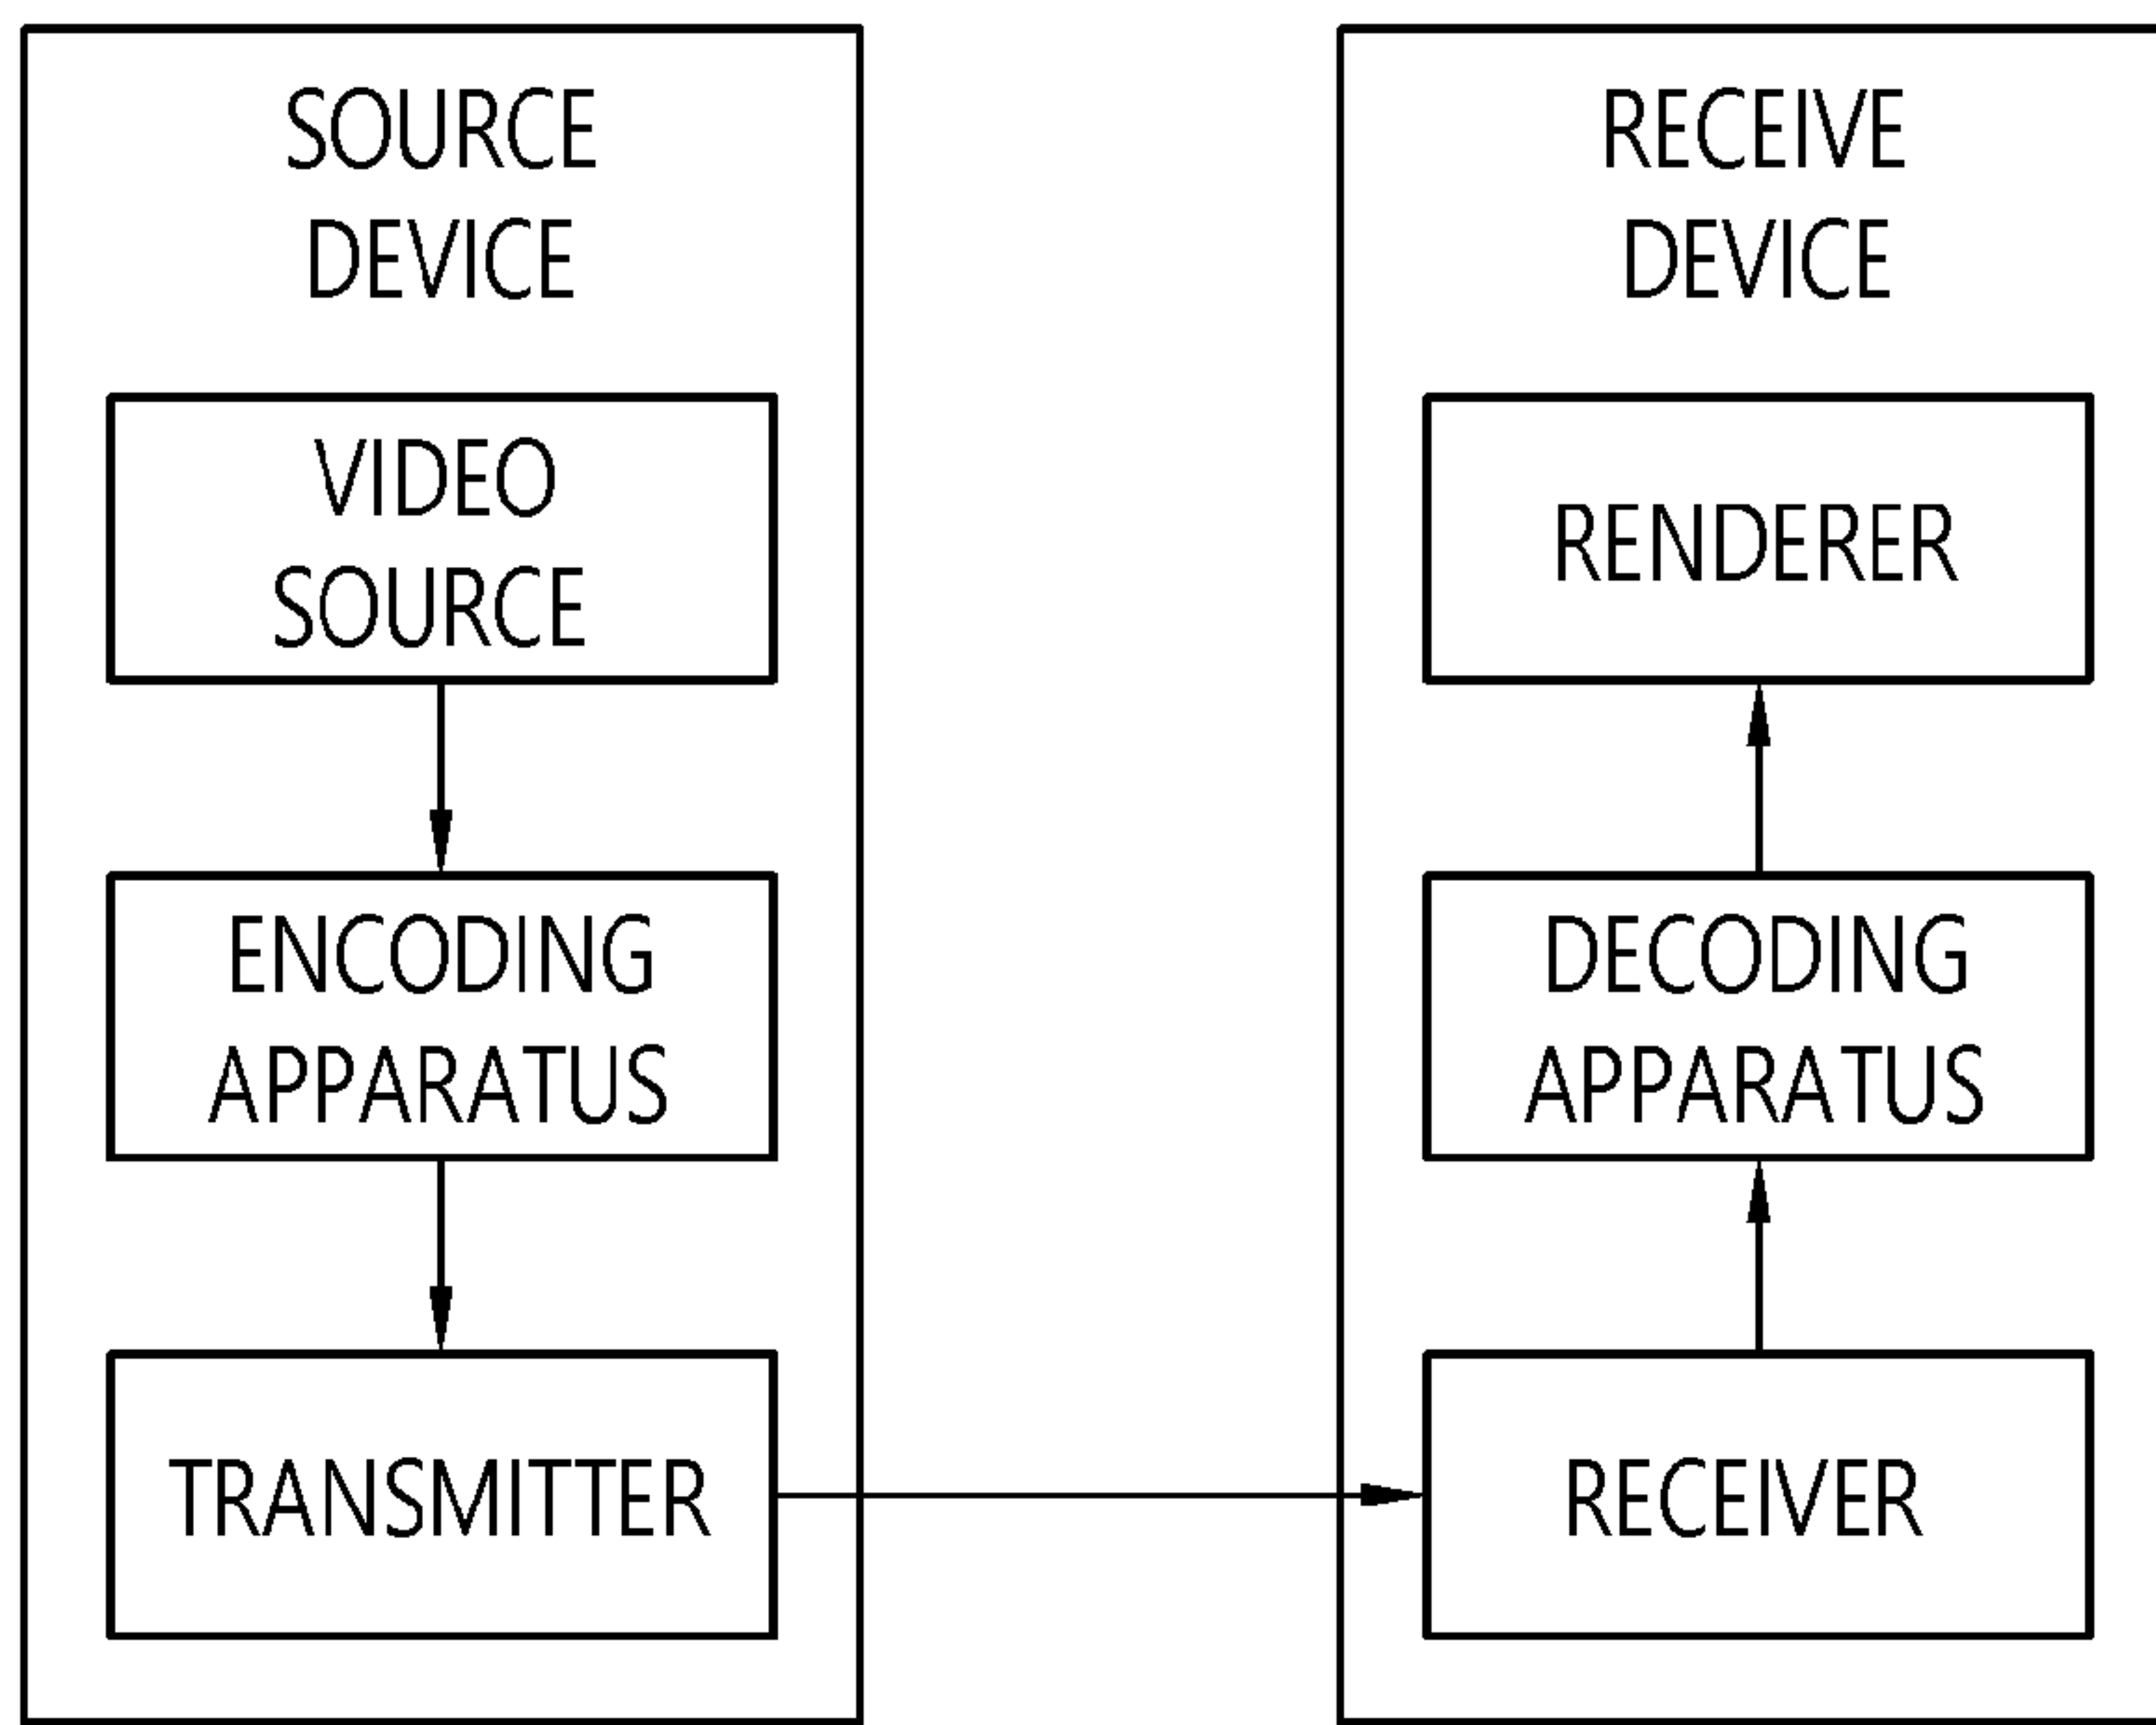 SOURCE
DEVICE
VIDEO
SOURCE
ENCODING
APPARATUS
TRANSMITTER
RECEIVE
DEVICE
RENDERER
DECODING
APPARATUS
RECEIVER